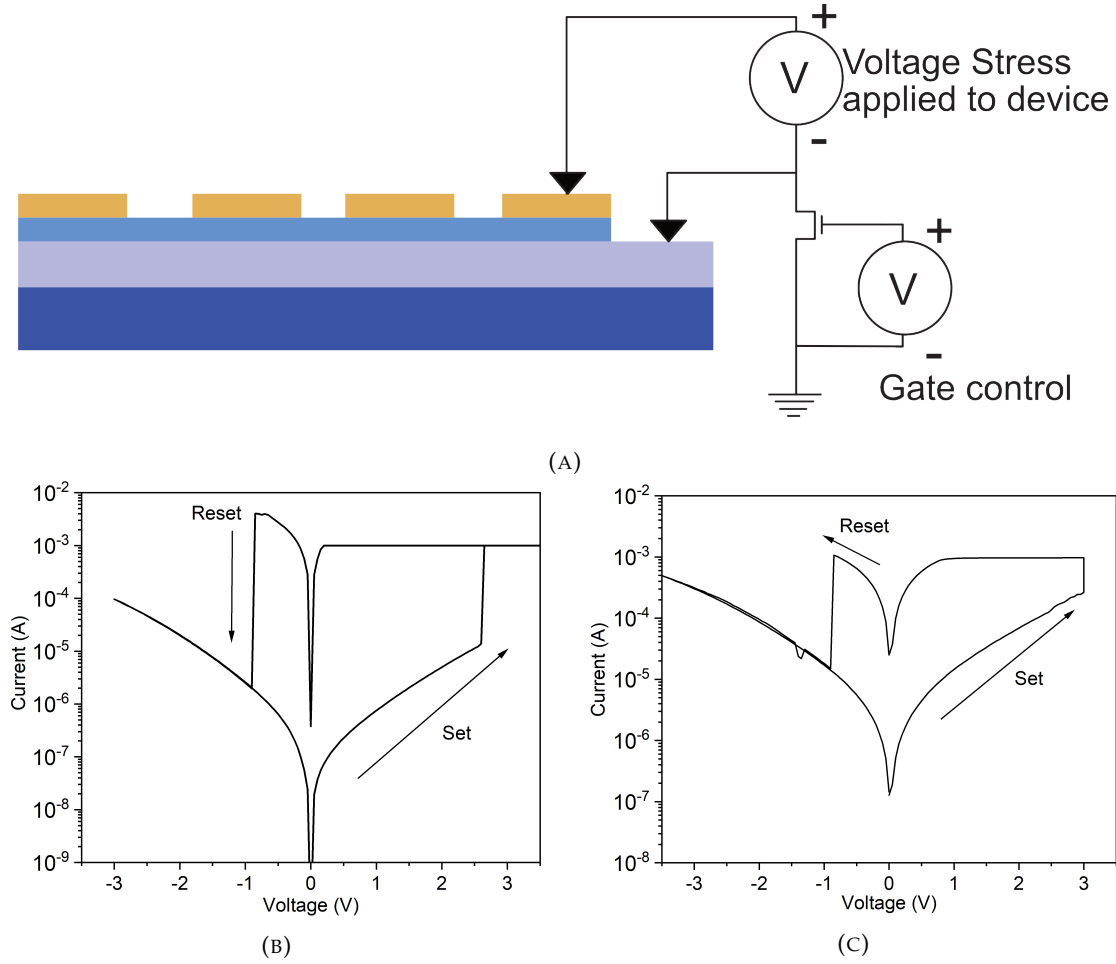 +
V
Voltage Stress
applied to device
-
+
V
-
Gate control
(A)
10⁻²
10⁻³
10⁻⁴
10⁻⁵
10⁻⁶
10⁻⁷
10⁻⁸
10⁻⁹
Current (A)
Reset
Set
-3 -2 -1 0 1 2 3
Voltage (V)
(B)
10⁻²
10⁻³
10⁻⁴
10⁻⁵
10⁻⁶
10⁻⁷
10⁻⁸
Current (A)
Reset
Set
-3 -2 -1 0 1 2 3
Voltage (V)
(C)